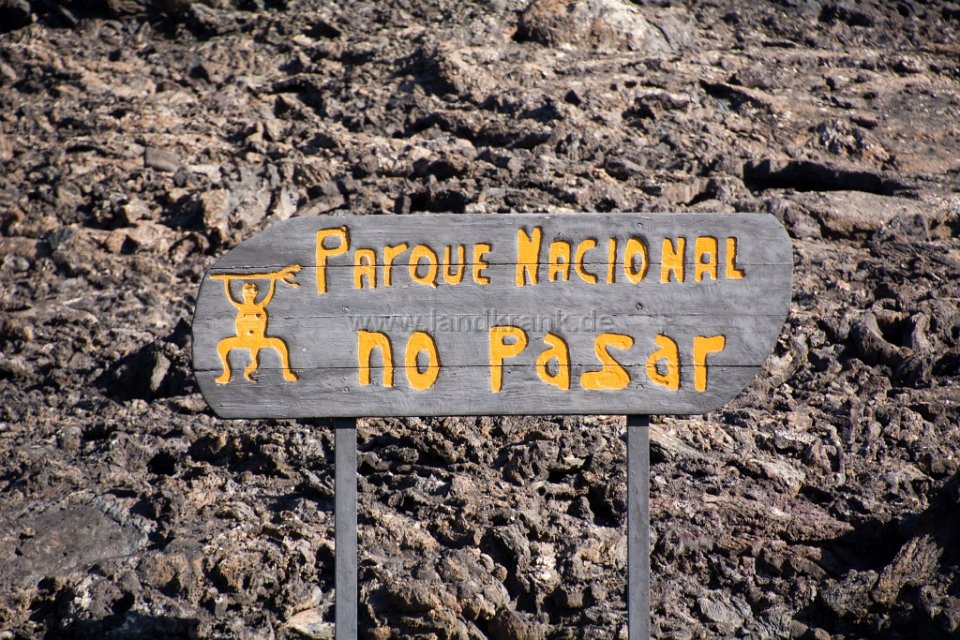 Parque Nacional
www.landkrank.de
no Pasar